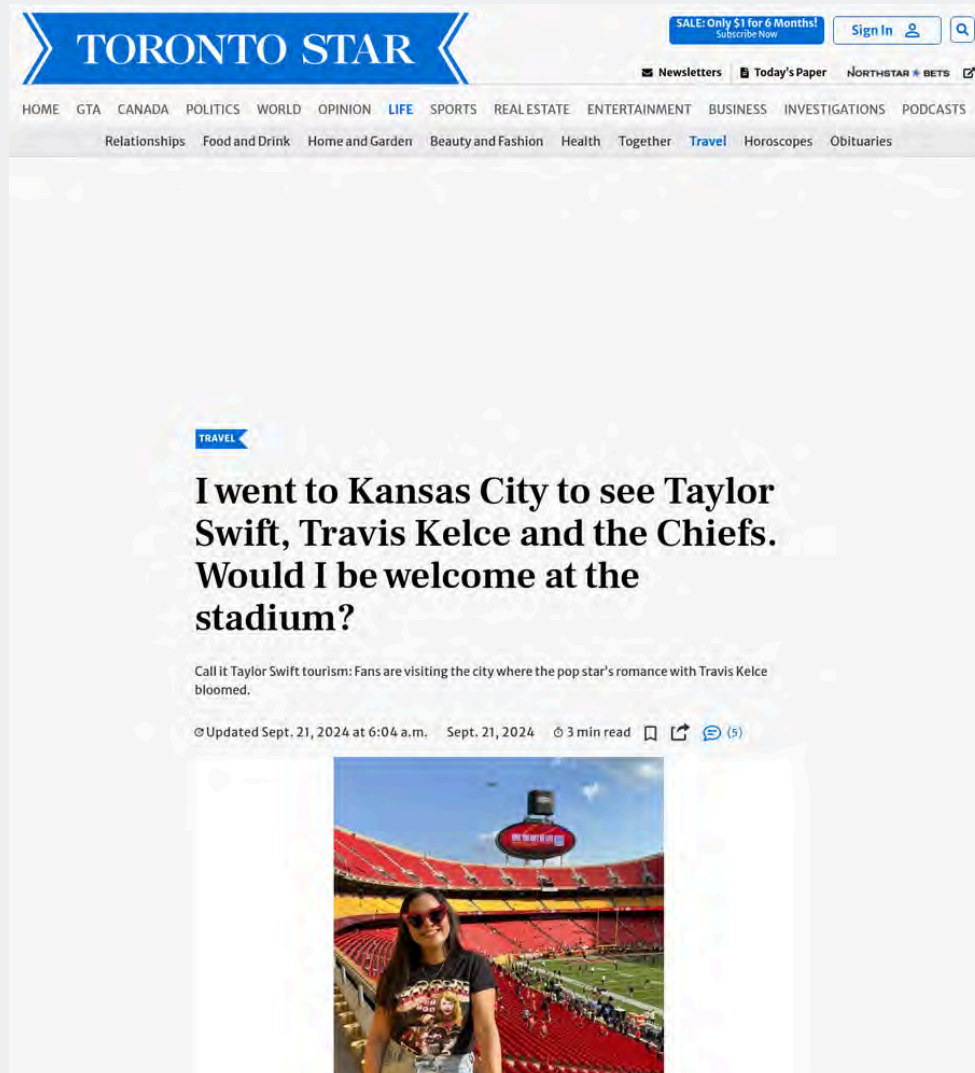 TORONTO STAR
SALE: Only $1 for 6 Months!
Subscribe Now
Sign In
Newsletters
Today's Paper
NORTHSTAR BETS
HOME GTA CANADA POLITICS WORLD OPINION LIFE SPORTS REAL ESTATE ENTERTAINMENT BUSINESS INVESTIGATIONS PODCASTS
Relationships Food and Drink Home and Garden Beauty and Fashion Health Together Travel Horoscopes Obituaries
TRAVEL
I went to Kansas City to see Taylor
Swift, Travis Kelce and the Chiefs.
Would I be welcome at the
stadium?
Call it Taylor Swift tourism: Fans are visiting the city where the pop star's romance with Travis Kelce
bloomed.
Updated Sept. 21, 2024 at 6:04 a.m. Sept. 21, 2024 3 min read (5)